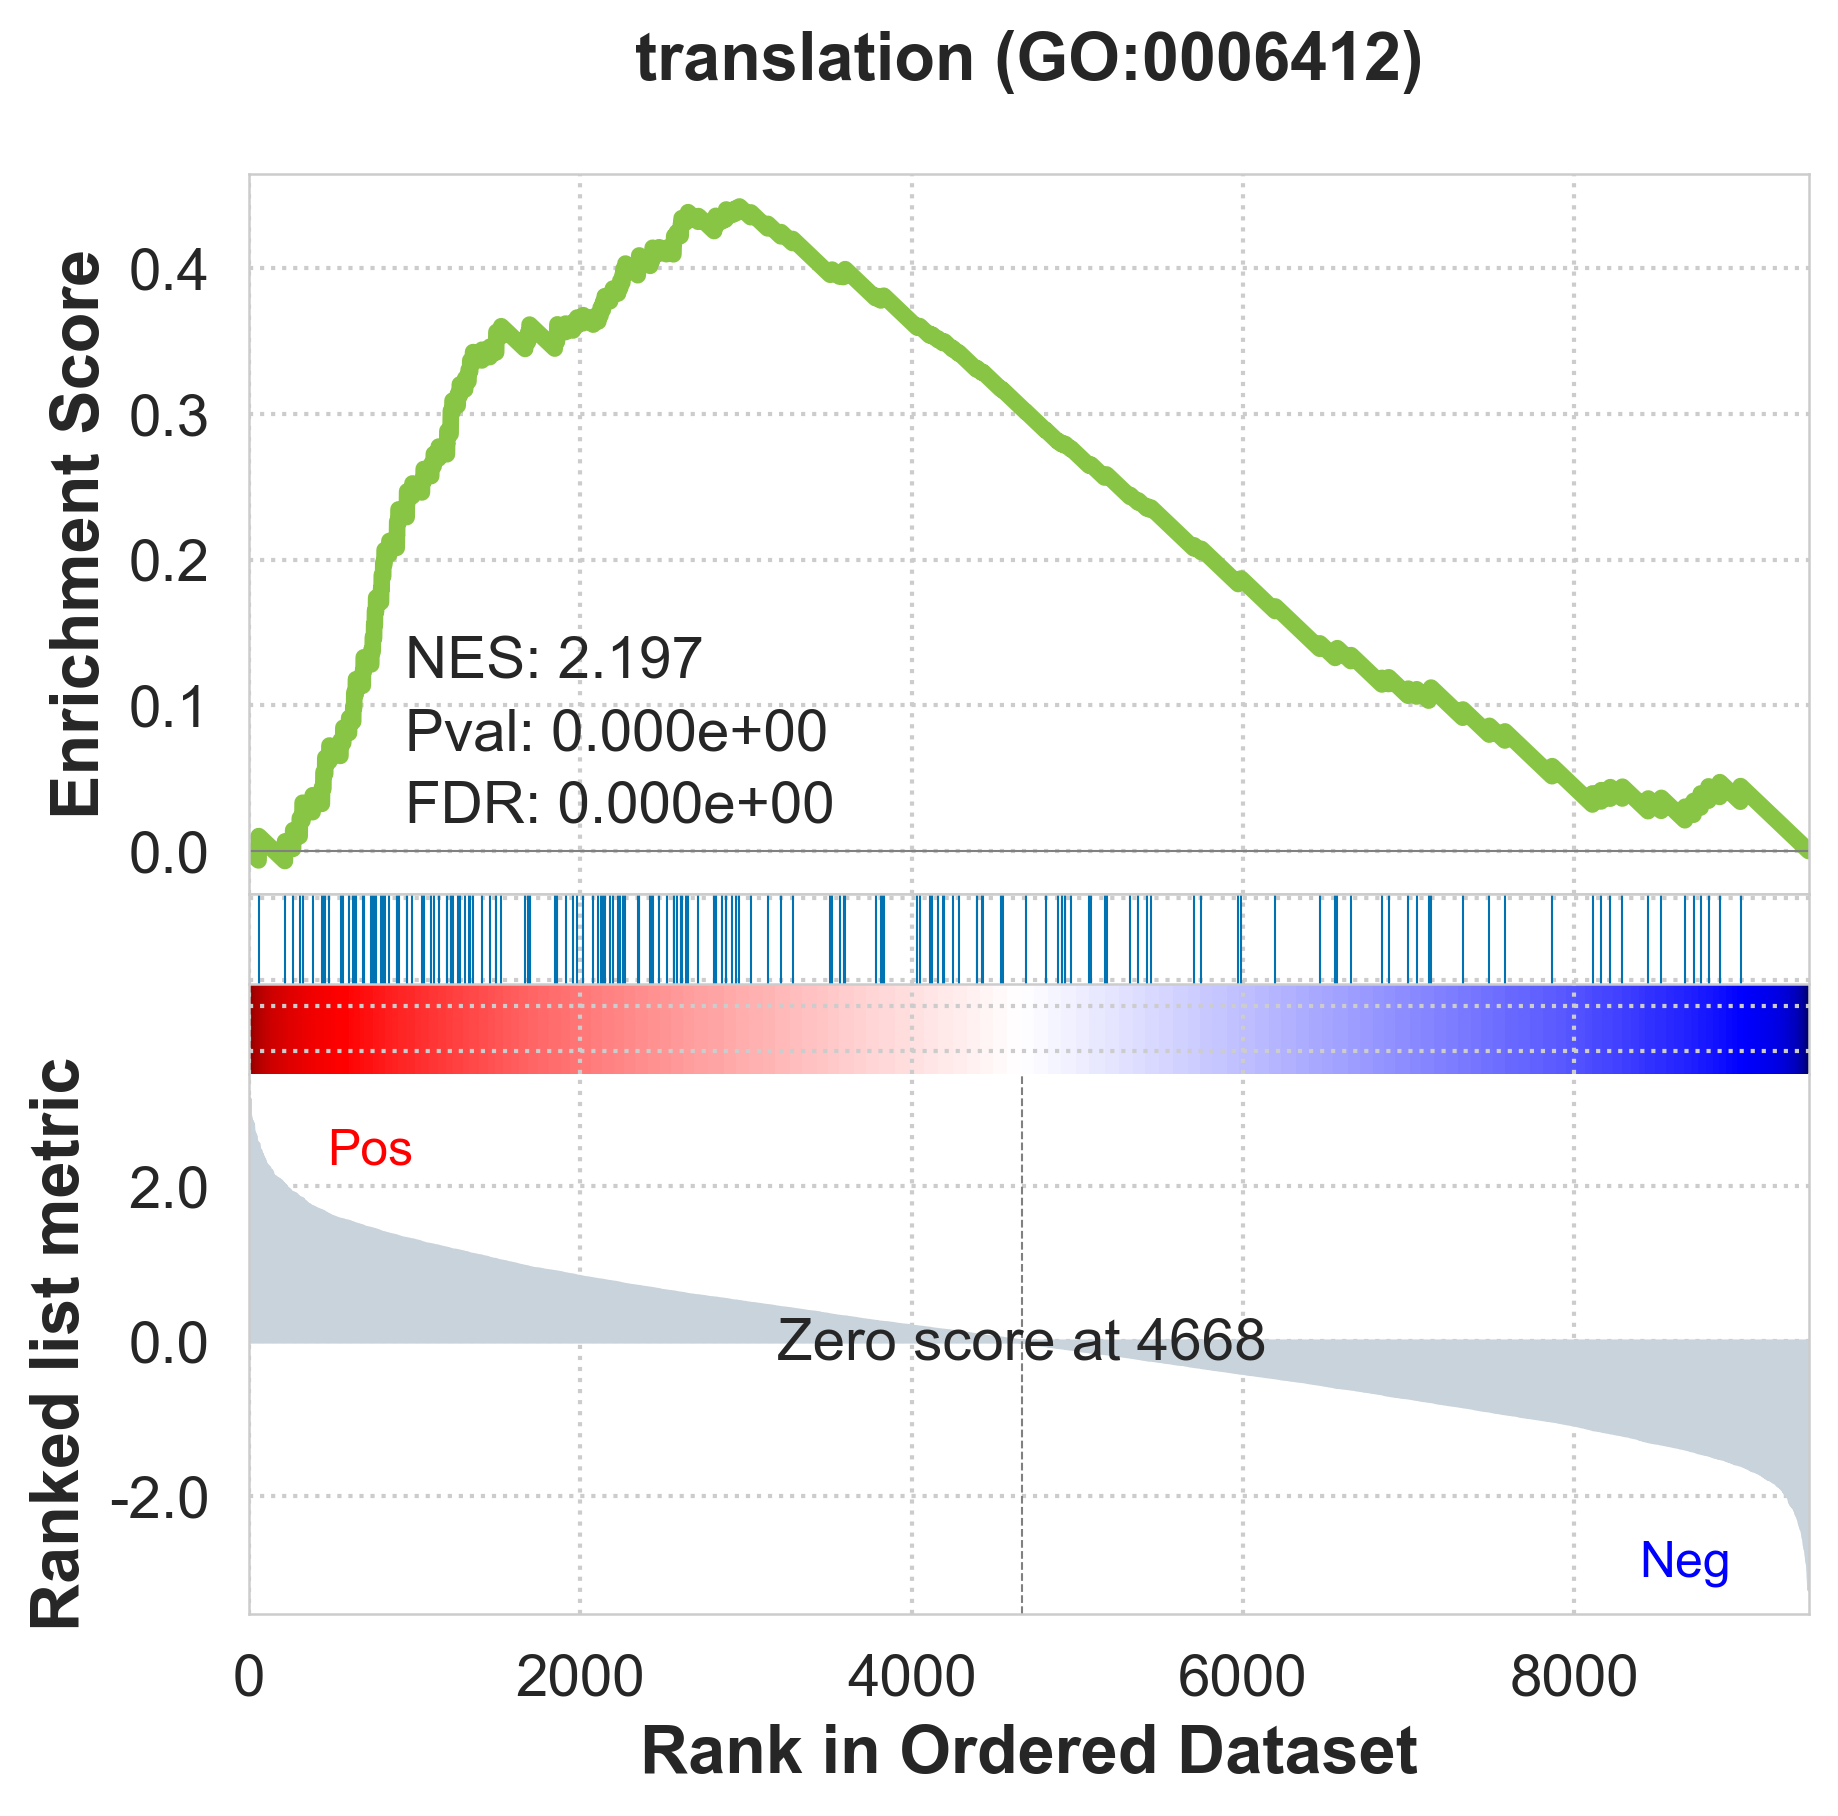 translation (GO:0006412)
Enrichment Score
0.4
0.3
0.2
0.1
0.0
NES: 2.197
Pval: 0.000e+00
FDR: 0.000e+00
Ranked list metric
Pos
2.0
0.0
-2.0
Zero score at 4668
Neg
0 2000 4000 6000 8000
Rank in Ordered Dataset